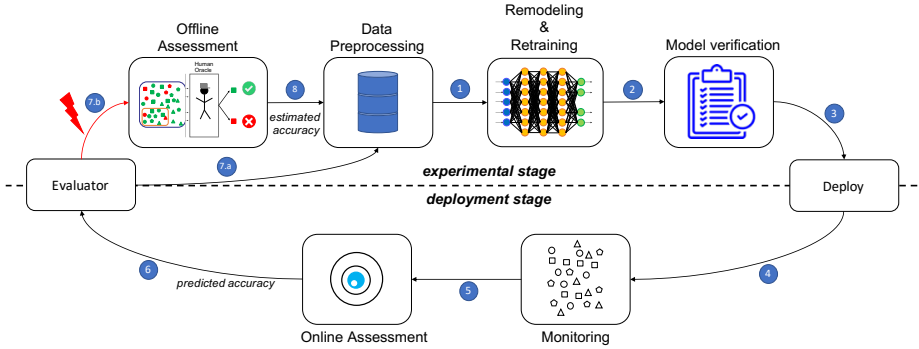 Offline
Assessment
Data
Preprocessing
Remodeling
&
Retraining
Model verification
Human
Oracle
7.b
8
estimated
accuracy
1
2
3
7.a
experimental stage
Evaluator
Deploy
deployment stage
6
predicted accuracy
5
4
Online Assessment
Monitoring